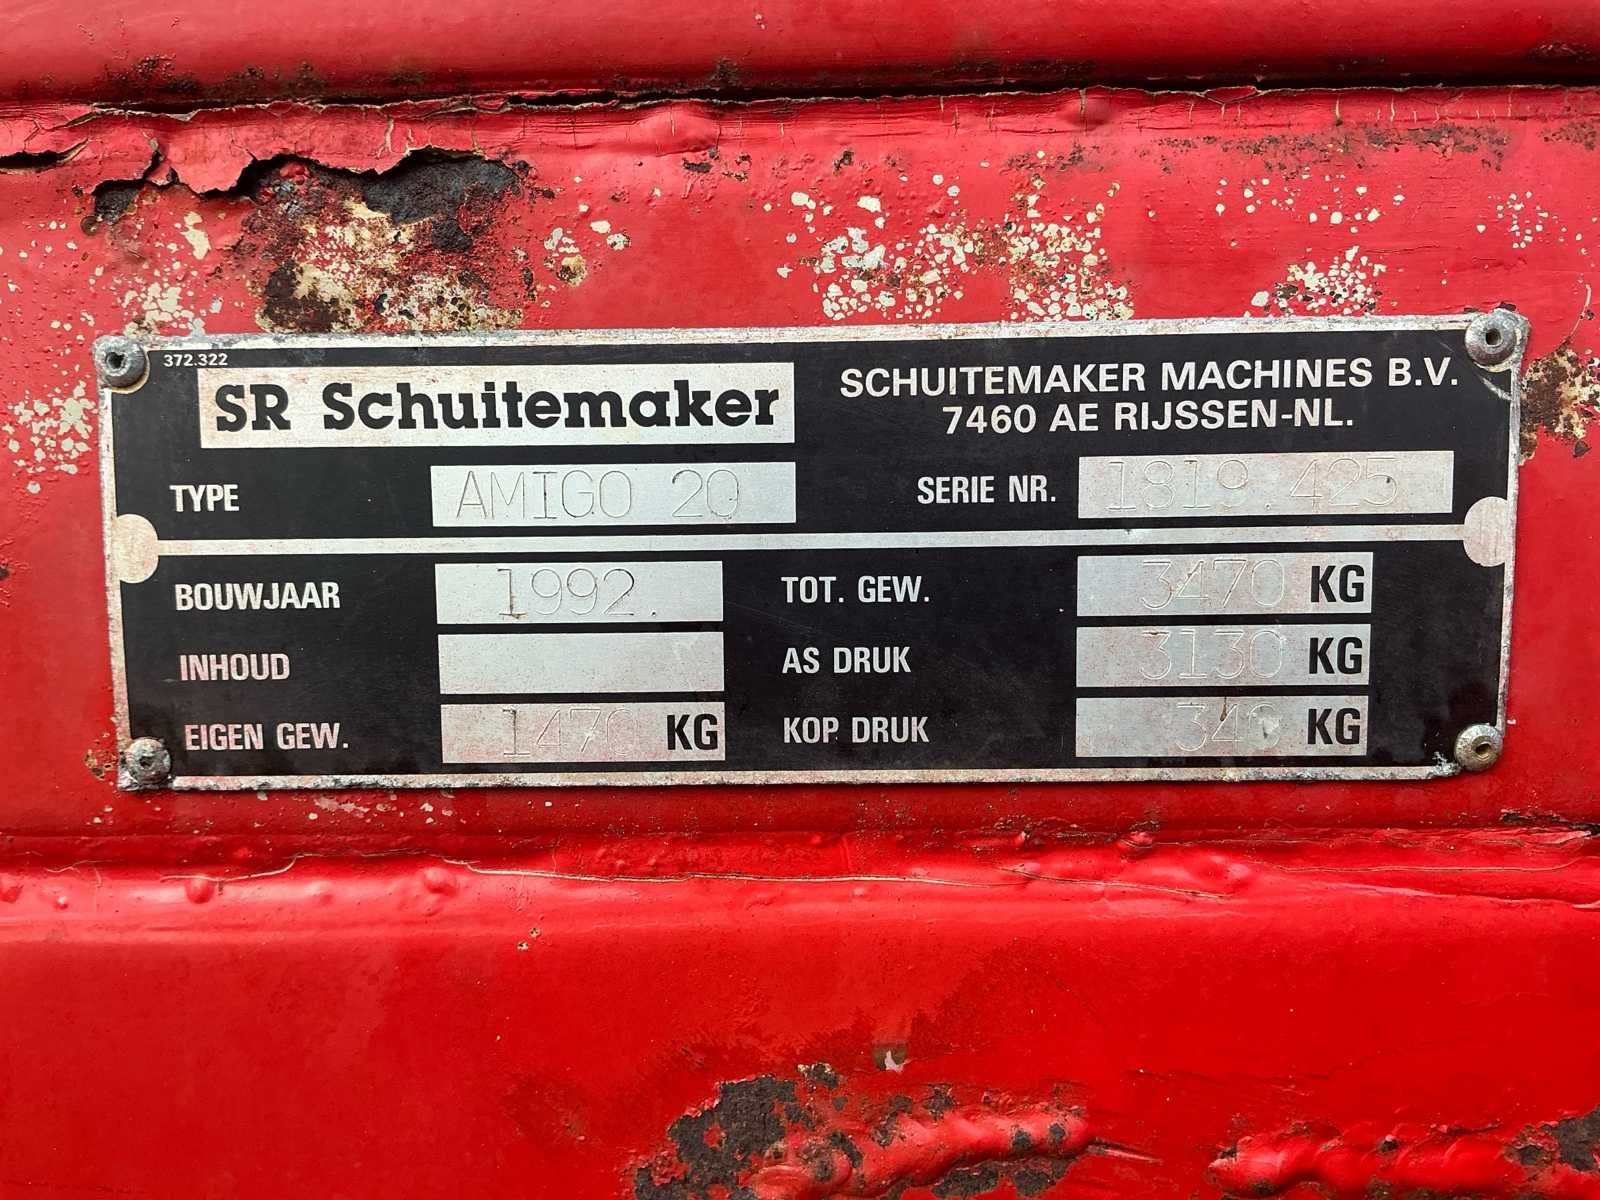 372.322
SR Schuitemaker
SCHUITEMAKER MACHINES B.V.
7460 AE RIJSSEN-NL.
TYPE AMIGO 20 SERIE NR. 1819.425
BOUWJAAR 1992. TOT. GEW. 3470 KG
INHOUD AS DRUK 3130 KG
EIGEN GEW. 1470 KG KOP DRUK 340 KG